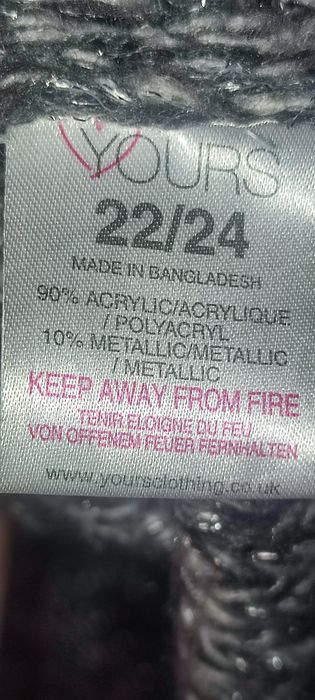 YOURS
22/24
MADE IN BANGLADESH
90% ACRYLIC/ACRYLIQUE
/ POLYACRYL
10% METALLIC/METALLIC
/ METALLIC
KEEP AWAY FROM FIRE
TENIR ELOIGNE DU FEU
VON OFFENEM FEUER FERNHALTEN
www.yoursclothing.co.uk